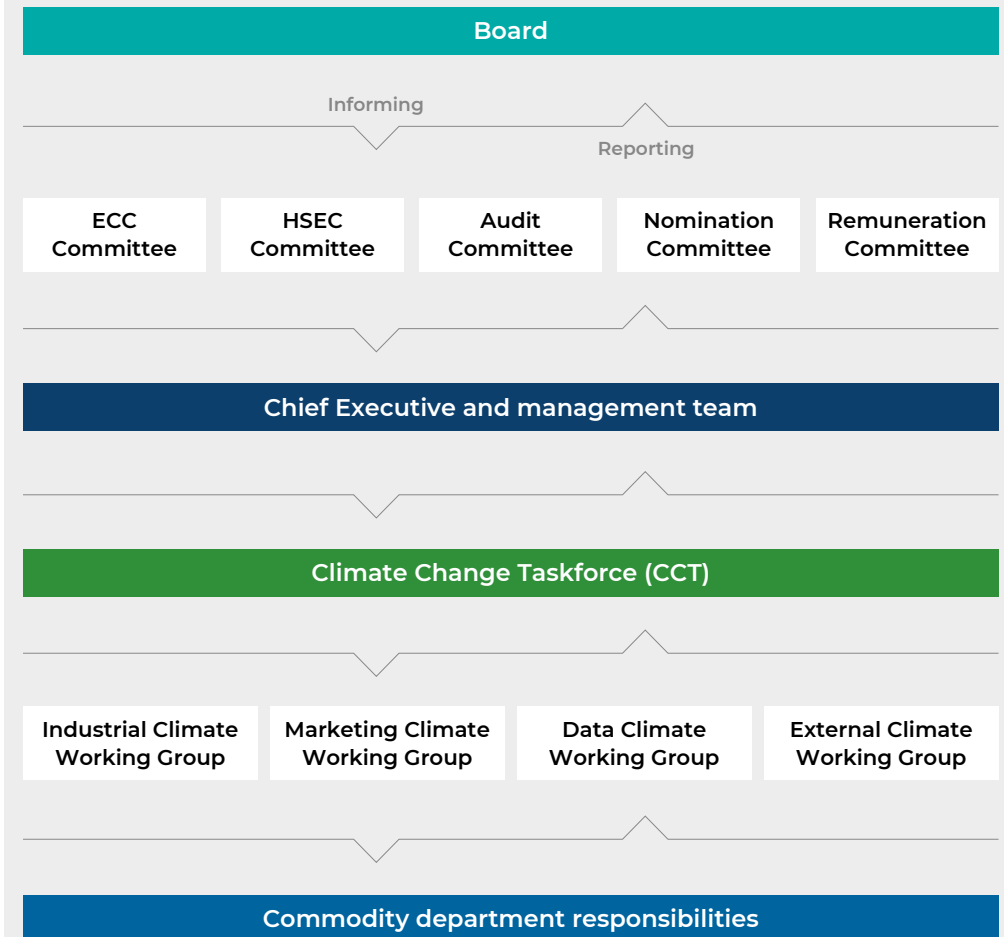 Board
Informing
Reporting
ECC
Committee
HSEC
Committee
Audit
Committee
Nomination
Committee
Remuneration
Committee
Chief Executive and management team
Climate Change Taskforce (CCT)
Industrial Climate
Working Group
Marketing Climate
Working Group
Data Climate
Working Group
External Climate
Working Group
Commodity department responsibilities